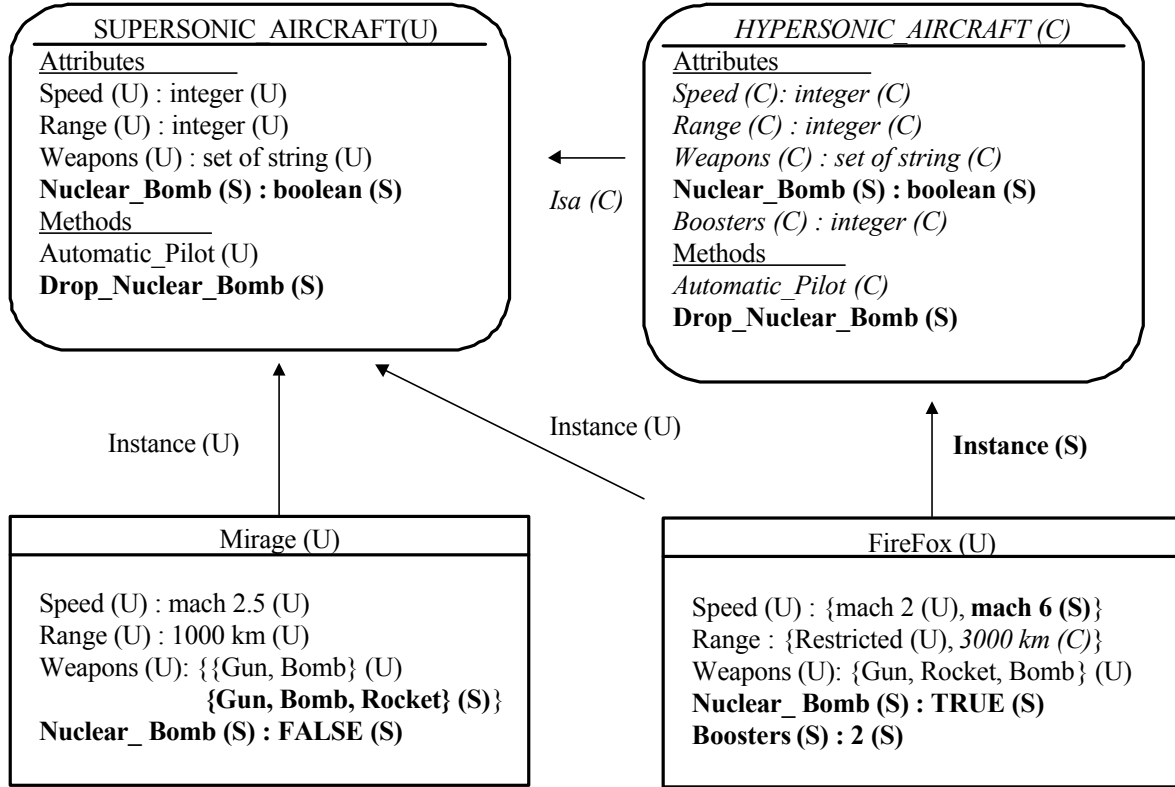 SUPERSONIC_AIRCRAFT(U)
Attributes
Speed (U) : integer (U)
Range (U) : integer (U)
Weapons (U) : set of string (U)
Nuclear_Bomb (S) : boolean (S)
Methods
Automatic_Pilot (U)
Drop_Nuclear_Bomb (S)
Isa (C)
HYPERSONIC_AIRCRAFT (C)
Attributes
Speed (C): integer (C)
Range (C) : integer (C)
Weapons (C) : set of string (C)
Nuclear_Bomb (S) : boolean (S)
Boosters (C) : integer (C)
Methods
Automatic_Pilot (C)
Drop_Nuclear_Bomb (S)
Instance (U)
Instance (U)
Instance (S)
Mirage (U)
Speed (U) : mach 2.5 (U)
Range (U) : 1000 km (U)
Weapons (U): {{Gun, Bomb} (U)
{Gun, Bomb, Rocket} (S)}
Nuclear_ Bomb (S) : FALSE (S)
FireFox (U)
Speed (U) : {mach 2 (U), mach 6 (S)}
Range : {Restricted (U), 3000 km (C)}
Weapons (U): {Gun, Rocket, Bomb} (U)
Nuclear_ Bomb (S) : TRUE (S)
Boosters (S) : 2 (S)